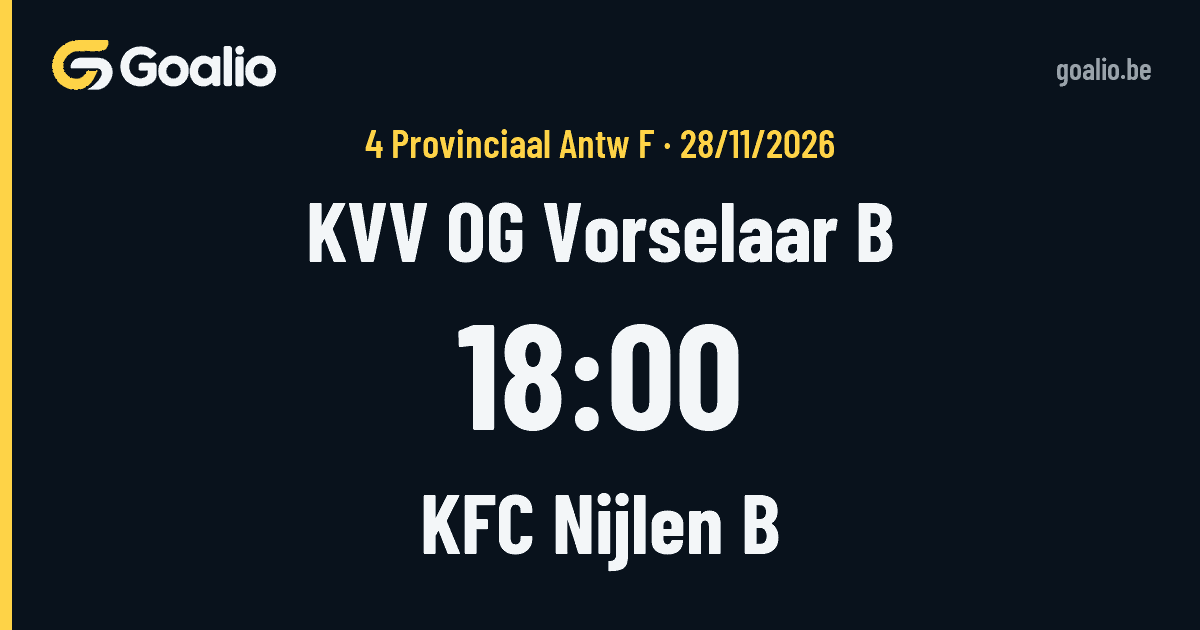 Goalio
goalio.be
4 Provinciaal Antw F · 28/11/2026
KVV OG Vorselaar B
18:00
KFC Nijlen B